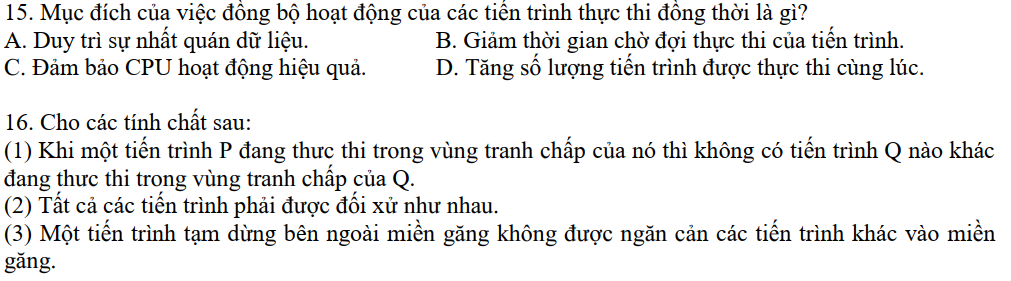 15. Mục đích của việc đồng bộ hoạt động của các tiến trình thực thi đồng thời là gì?
A. Duy trì sự nhất quán dữ liệu. B. Giảm thời gian chờ đợi thực thi của tiến trình.
C. Đảm bảo CPU hoạt động hiệu quả. D. Tăng số lượng tiến trình được thực thi cùng lúc.
16. Cho các tính chất sau:
(1) Khi một tiến trình P đang thưc thi trong vùng tranh chấp của nó thì không có tiến trình Q nào khác
đang thưc thi trong vùng tranh chấp của Q.
(2) Tất cả các tiến trình phải được đối xử như nhau.
(3) Một tiến trình tạm dừng bên ngoài miền găng không được ngăn cản các tiến trình khác vào miền
găng.